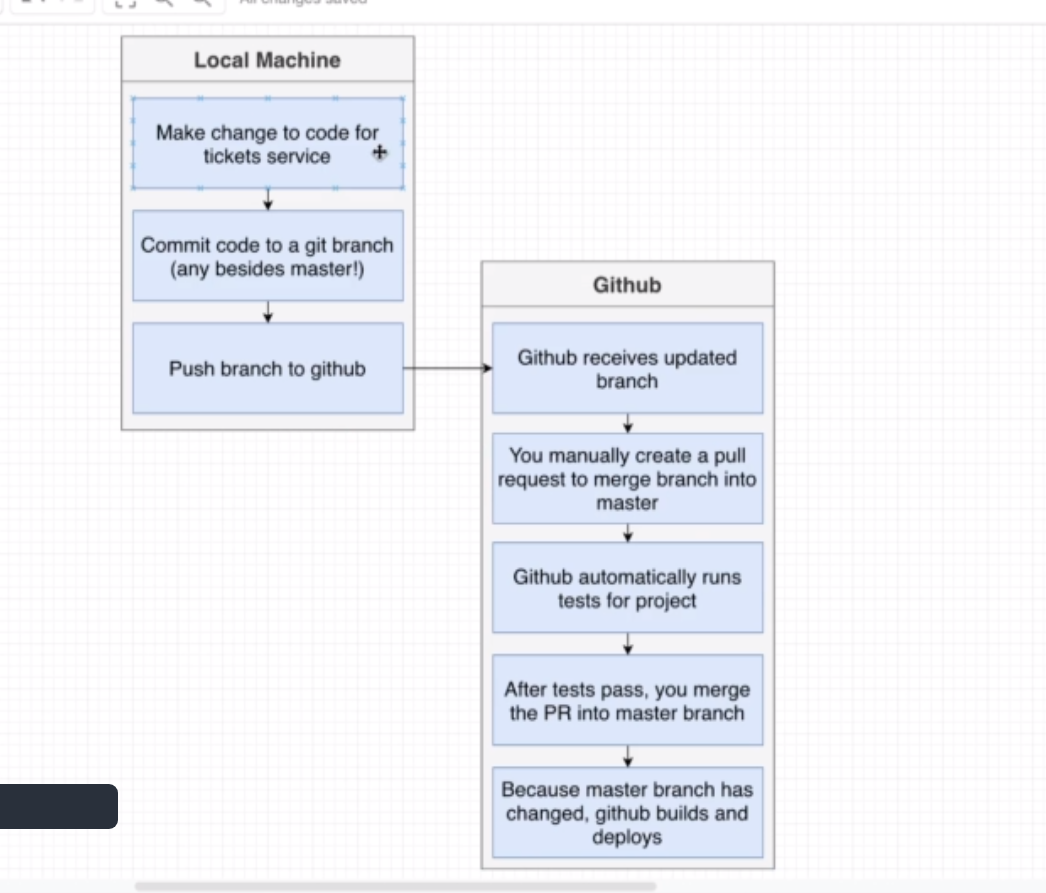 All changes saved
Local Machine
Make change to code for
tickets service
Commit code to a git branch
(any besides master!)
Push branch to github
Github
Github receives updated
branch
You manually create a pull
request to merge branch into
master
Github automatically runs
tests for project
After tests pass, you merge
the PR into master branch
Because master branch has
changed, github builds and
deploys